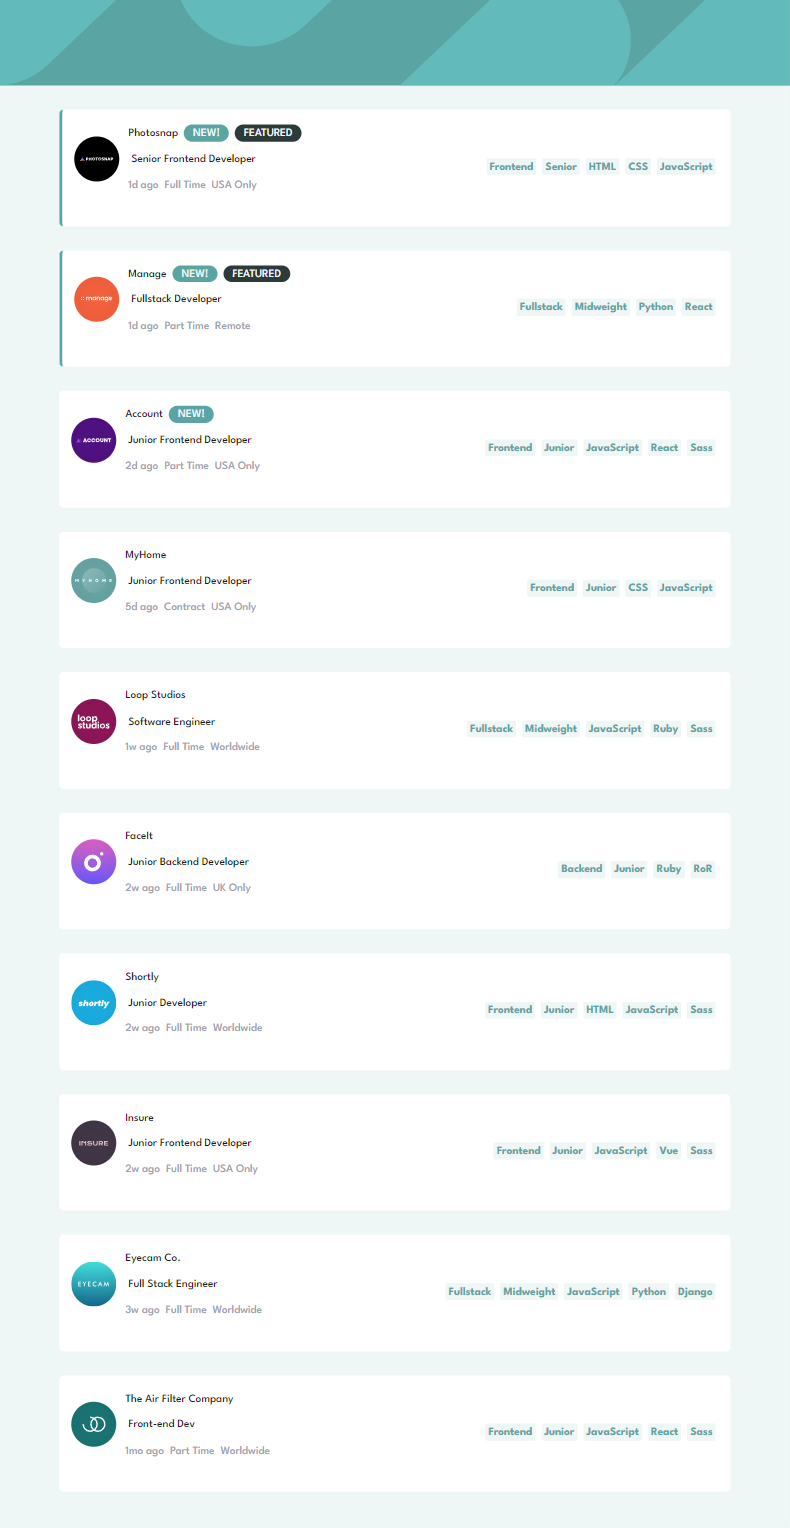 Photosnap NEW! FEATURED
PHOTOSNAP
Senior Frontend Developer
Frontend Senior HTML CSS JavaScript
1d ago Full Time USA Only
Manage NEW! FEATURED
manage
Fullstack Developer
Fullstack Midweight Python React
1d ago Part Time Remote
Account NEW!
ACCOUNT
Junior Frontend Developer
Frontend Junior JavaScript React Sass
2d ago Part Time USA Only
MyHome
MYHOME
Junior Frontend Developer
Frontend Junior CSS JavaScript
5d ago Contract USA Only
Loop Studios
loop
studios
Software Engineer
Fullstack Midweight JavaScript Ruby Sass
1w ago Full Time Worldwide
FaceIt
Junior Backend Developer
Backend Junior Ruby RoR
2w ago Full Time UK Only
Shortly
shortly
Junior Developer
Frontend Junior HTML JavaScript Sass
2w ago Full Time Worldwide
Insure
INSURE
Junior Frontend Developer
Frontend Junior JavaScript Vue Sass
2w ago Full Time USA Only
Eyecam Co.
EYECAM
Full Stack Engineer
Fullstack Midweight JavaScript Python Django
3w ago Full Time Worldwide
The Air Filter Company
Front-end Dev
Frontend Junior JavaScript React Sass
1mo ago Part Time Worldwide